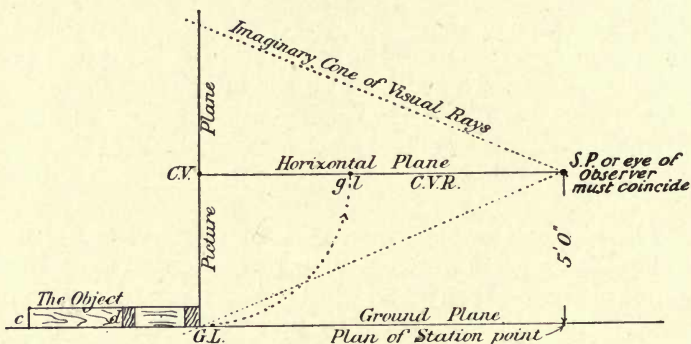 Imaginary Cone of Visual Rays
Plane
C.V.
Horizontal Plane
g.l
C.V.R.
S.P. or eye of
Observer
must coincide
Picture
5'0"
The Object
c
d
G.L.
Ground Plane
Plan of Station point